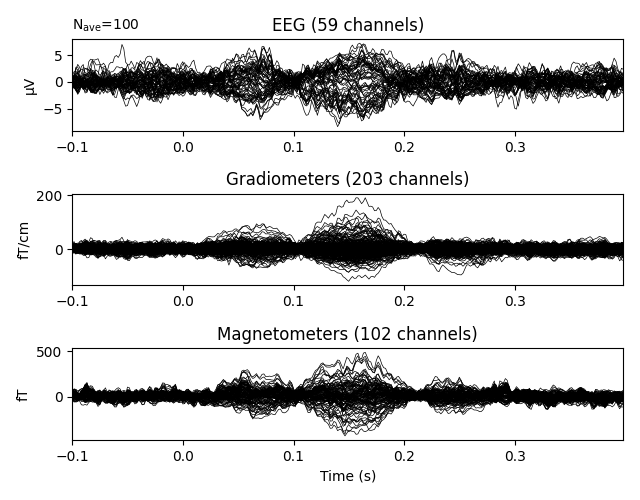 Nave=100
EEG (59 channels)
5
0
−5
µV
−0.1 0.0 0.1 0.2 0.3
Gradiometers (203 channels)
200
0
fT/cm
−0.1 0.0 0.1 0.2 0.3
Magnetometers (102 channels)
500
0
fT
−0.1 0.0 0.1 0.2 0.3
Time (s)